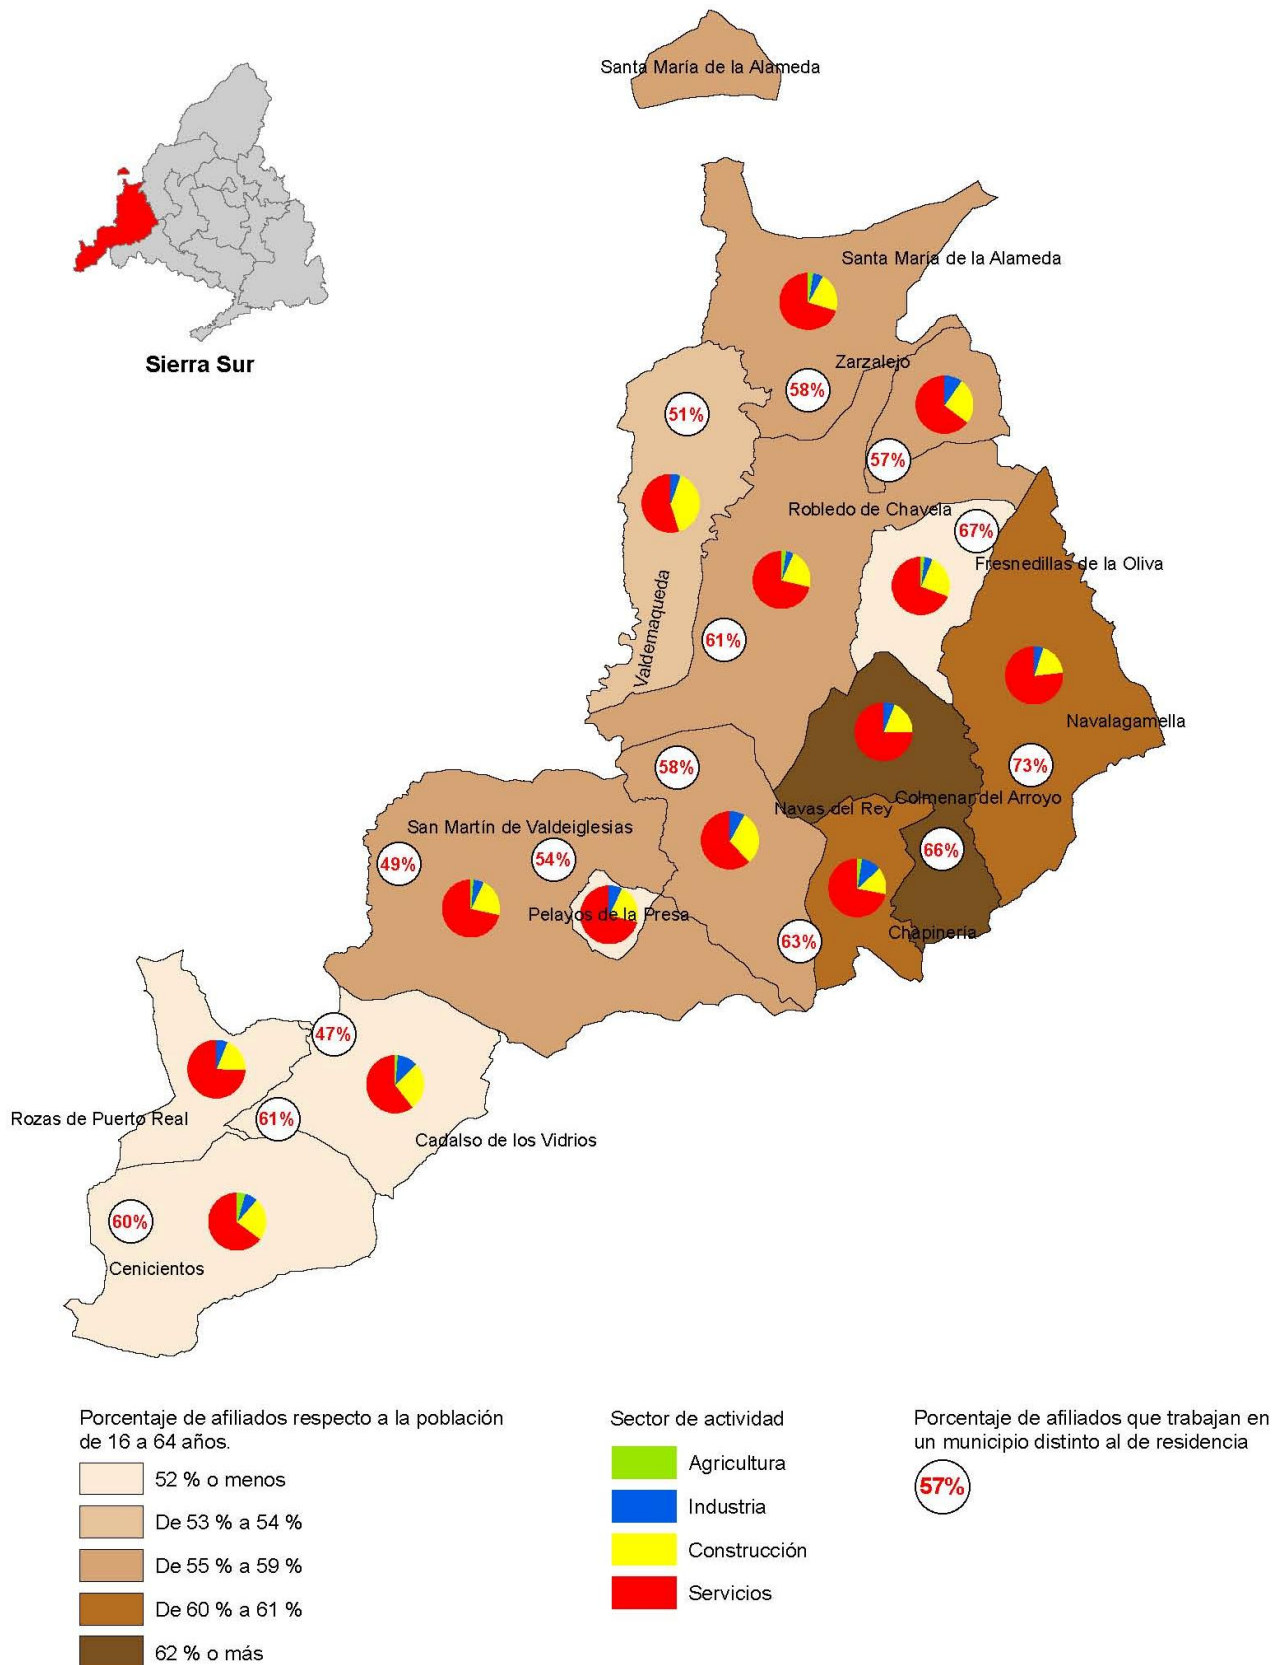 Santa María de la Alameda
Sierra Sur
Santa María de la Alameda
Zarzalejo
58%
51%
57%
Robledo de Chavela
67%
Fresnedillas de la Oliva
Valdemaqueda
61%
Navalagamella
58%
73%
Navas del Rey
Colmenar del Arroyo
San Martín de Valdeiglesias
49%
54%
66%
Pelayos de la Presa
63%
Chapinería
47%
Rozas de Puerto Real
61%
Cadalso de los Vidrios
60%
Cenicientos
Porcentaje de afiliados respecto a la población
de 16 a 64 años.
52 % o menos
De 53 % a 54 %
De 55 % a 59 %
De 60 % a 61 %
62 % o más
Sector de actividad
Agricultura
Industria
Construcción
Servicios
Porcentaje de afiliados que trabajan en
un municipio distinto al de residencia
57%